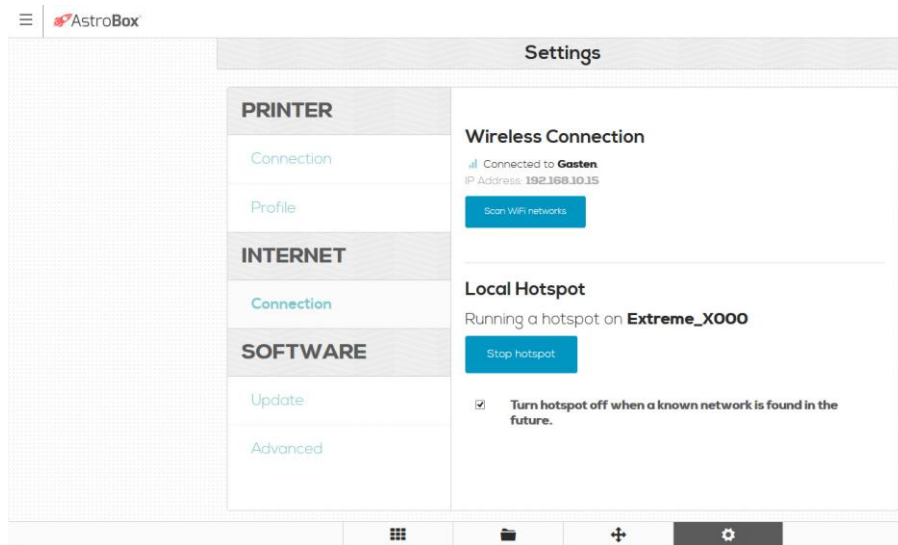 AstroBox
Settings
PRINTER
Connection
Profile
INTERNET
Connection
SOFTWARE
Update
Advanced
Wireless Connection
Connected to Gasten.
IP Address: 192.168.10.15
Scan WiFi networks
Local Hotspot
Running a hotspot on Extreme_X000
Stop hotspot
Turn hotspot off when a known network is found in the
future.